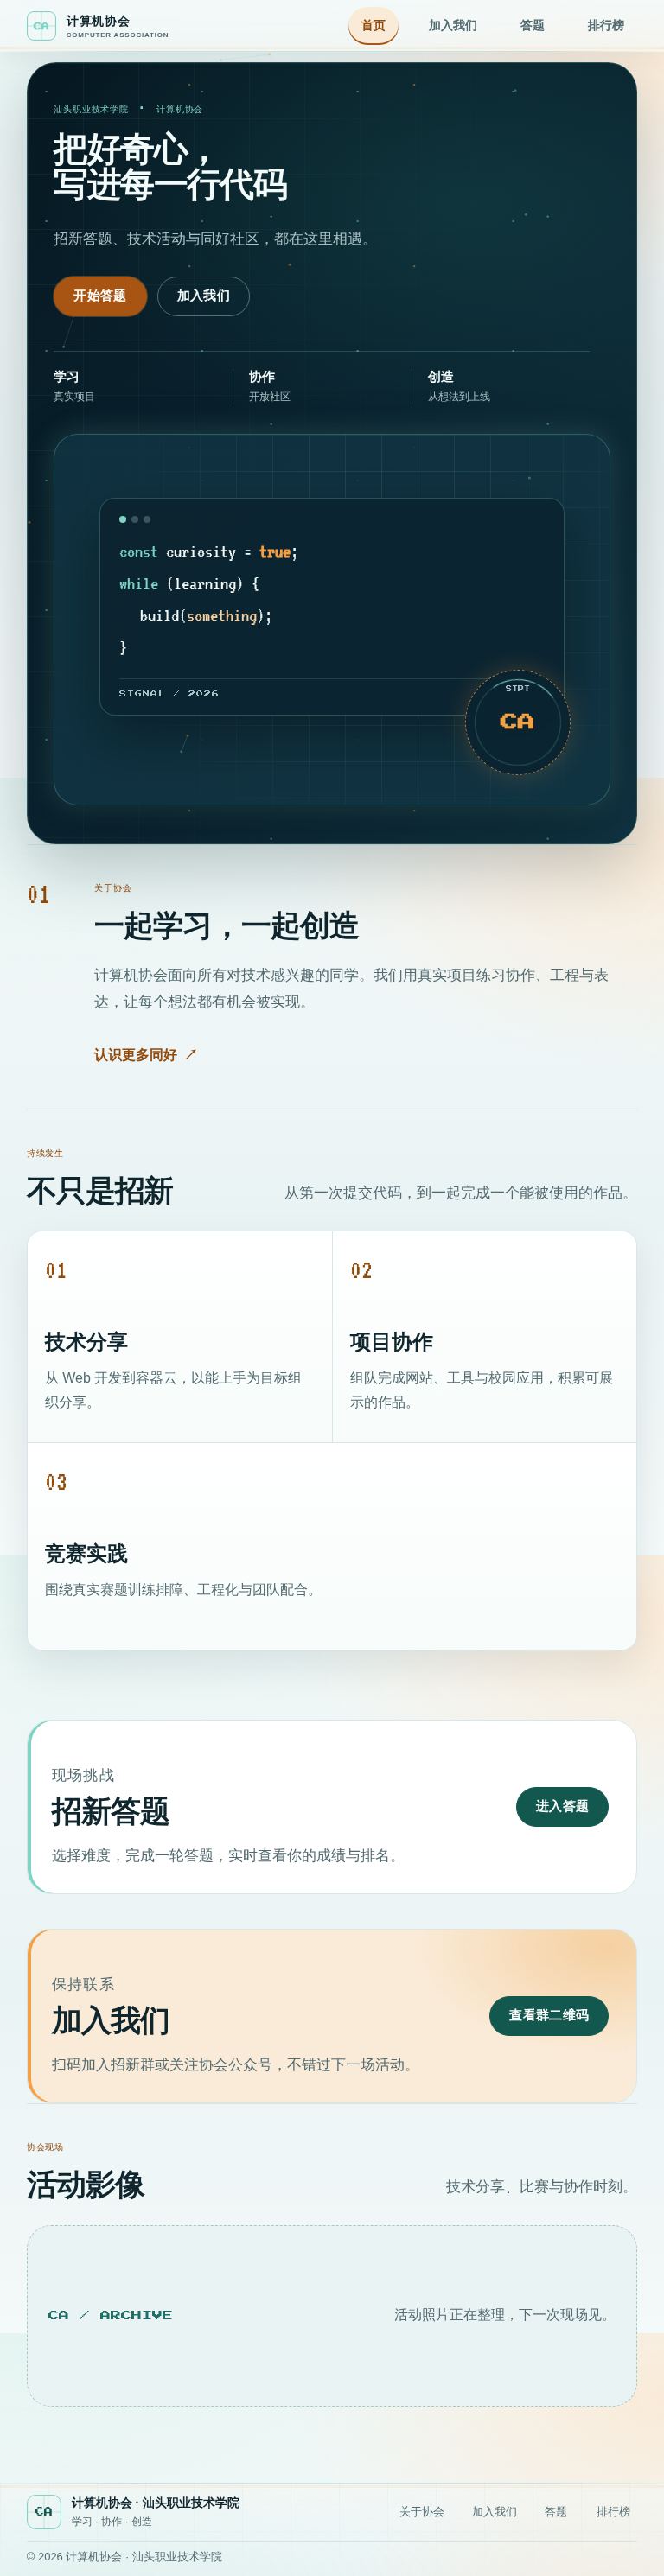 CA
计算机协会
COMPUTER ASSOCIATION
首页
加入我们
答题
排行榜
汕头职业技术学院 • 计算机协会
把好奇心，
写进每一行代码
招新答题、技术活动与同好社区，都在这里相遇。
开始答题
加入我们
学习
真实项目
协作
开放社区
创造
从想法到上线
const curiosity = true;
while (learning) {
build(something);
}
SIGNAL / 2026
STPT
CA
01
关于协会
一起学习，一起创造
计算机协会面向所有对技术感兴趣的同学。我们用真实项目练习协作、工程与表
达，让每个想法都有机会被实现。
认识更多同好 ↗
持续发生
不只是招新
从第一次提交代码，到一起完成一个能被使用的作品。
01
技术分享
从 Web 开发到容器云，以能上手为目标组
织分享。
02
项目协作
组队完成网站、工具与校园应用，积累可展
示的作品。
03
竞赛实践
围绕真实赛题训练排障、工程化与团队配合。
现场挑战
招新答题
选择难度，完成一轮答题，实时查看你的成绩与排名。
进入答题
保持联系
加入我们
扫码加入招新群或关注协会公众号，不错过下一场活动。
查看群二维码
协会现场
活动影像
技术分享、比赛与协作时刻。
CA / ARCHIVE
活动照片正在整理，下一次现场见。
CA
计算机协会 · 汕头职业技术学院
学习 · 协作 · 创造
关于协会
加入我们
答题
排行榜
© 2026 计算机协会 · 汕头职业技术学院